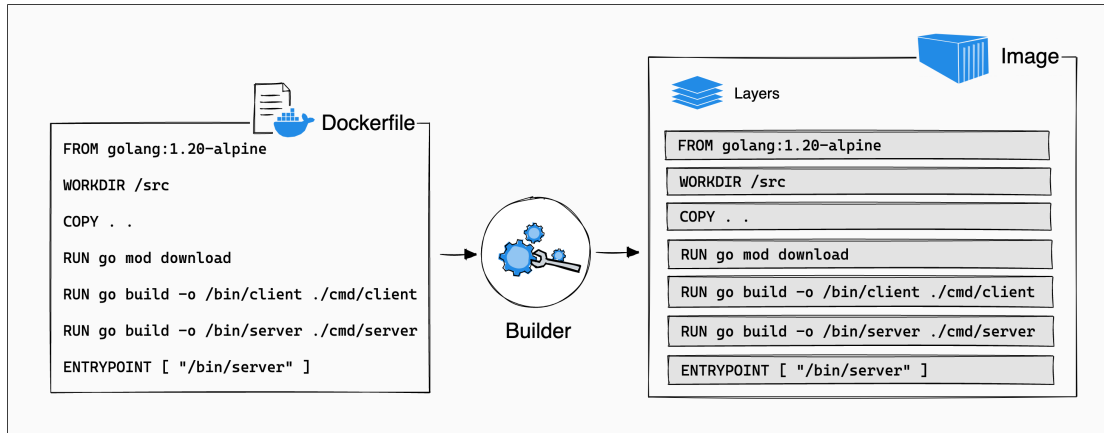 Dockerfile
FROM golang:1.20-alpine
WORKDIR /src
COPY . .
RUN go mod download
RUN go build -o /bin/client ./cmd/client
RUN go build -o /bin/server ./cmd/server
ENTRYPOINT [ "/bin/server" ]
Builder
Image
Layers
FROM golang:1.20-alpine
WORKDIR /src
COPY . .
RUN go mod download
RUN go build -o /bin/client ./cmd/client
RUN go build -o /bin/server ./cmd/server
ENTRYPOINT [ "/bin/server" ]